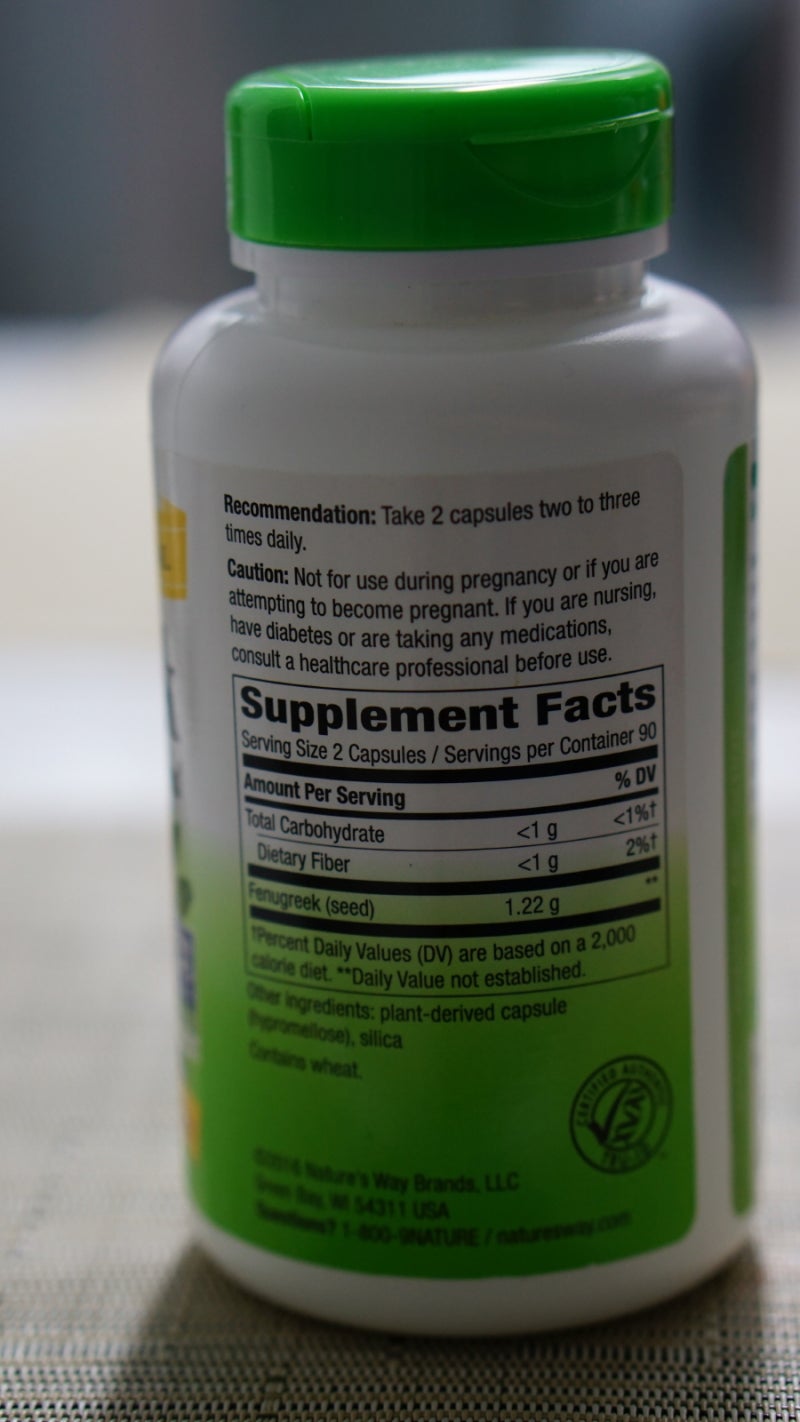 Recommendation: Take 2 capsules two to three
times daily.
Caution: Not for use during pregnancy or if you are
attempting to become pregnant. If you are nursing,
have diabetes or are taking any medications,
consult a healthcare professional before use.
Supplement Facts
Serving Size 2 Capsules / Servings per Container 90
Amount Per Serving % DV
Total Carbohydrate <1 g <1%†
Dietary Fiber <1 g 2%†
Fenugreek (seed) 1.22 g **
†Percent Daily Values (DV) are based on a 2,000
calorie diet. **Daily Value not established.
Other ingredients: plant-derived capsule
(hypromellose), silica
Contains wheat.
CERTIFIED AUTHENTIC
TRU-ID
©2016 Nature's Way Brands, LLC
Green Bay, WI 54311 USA
Questions? 1-800-9NATURE / naturesway.com